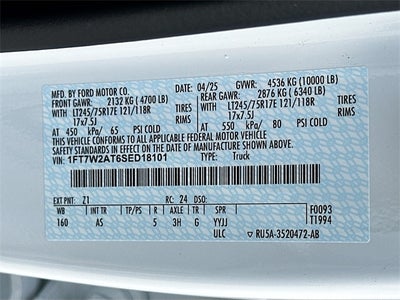 MFD. BY FORD MOTOR CO.
04/25 GVWR: 4536 KG (10000 LB)
FRONT GAWR: 2132 KG ( 4700 LB) REAR GAWR: 2876 KG ( 6340 LB)
WITH LT245/75R17E 121/118R TIRES WITH LT245/75R17E 121/118R TIRES
17x7.5J RIMS 17x7.5J RIMS
AT 450 kPa/ 65 PSI COLD AT 550 kPa/ 80 PSI COLD
THIS VEHICLE CONFORMS TO ALL APPLICABLE FEDERAL MOTOR VEHICLE SAFETY
STANDARDS IN EFFECT ON THE DATE OF MANUFACTURE SHOWN ABOVE.
VIN: 1FT7W2AT6SED18101 TYPE: Truck
EXT PNT: Z1 RC: 24 DSO:
WB INT TR TP/PS R AXLE TR SPR F0093
160 AS 5 3H G YYJJ T1994
ULC RU5A-3520472-AB